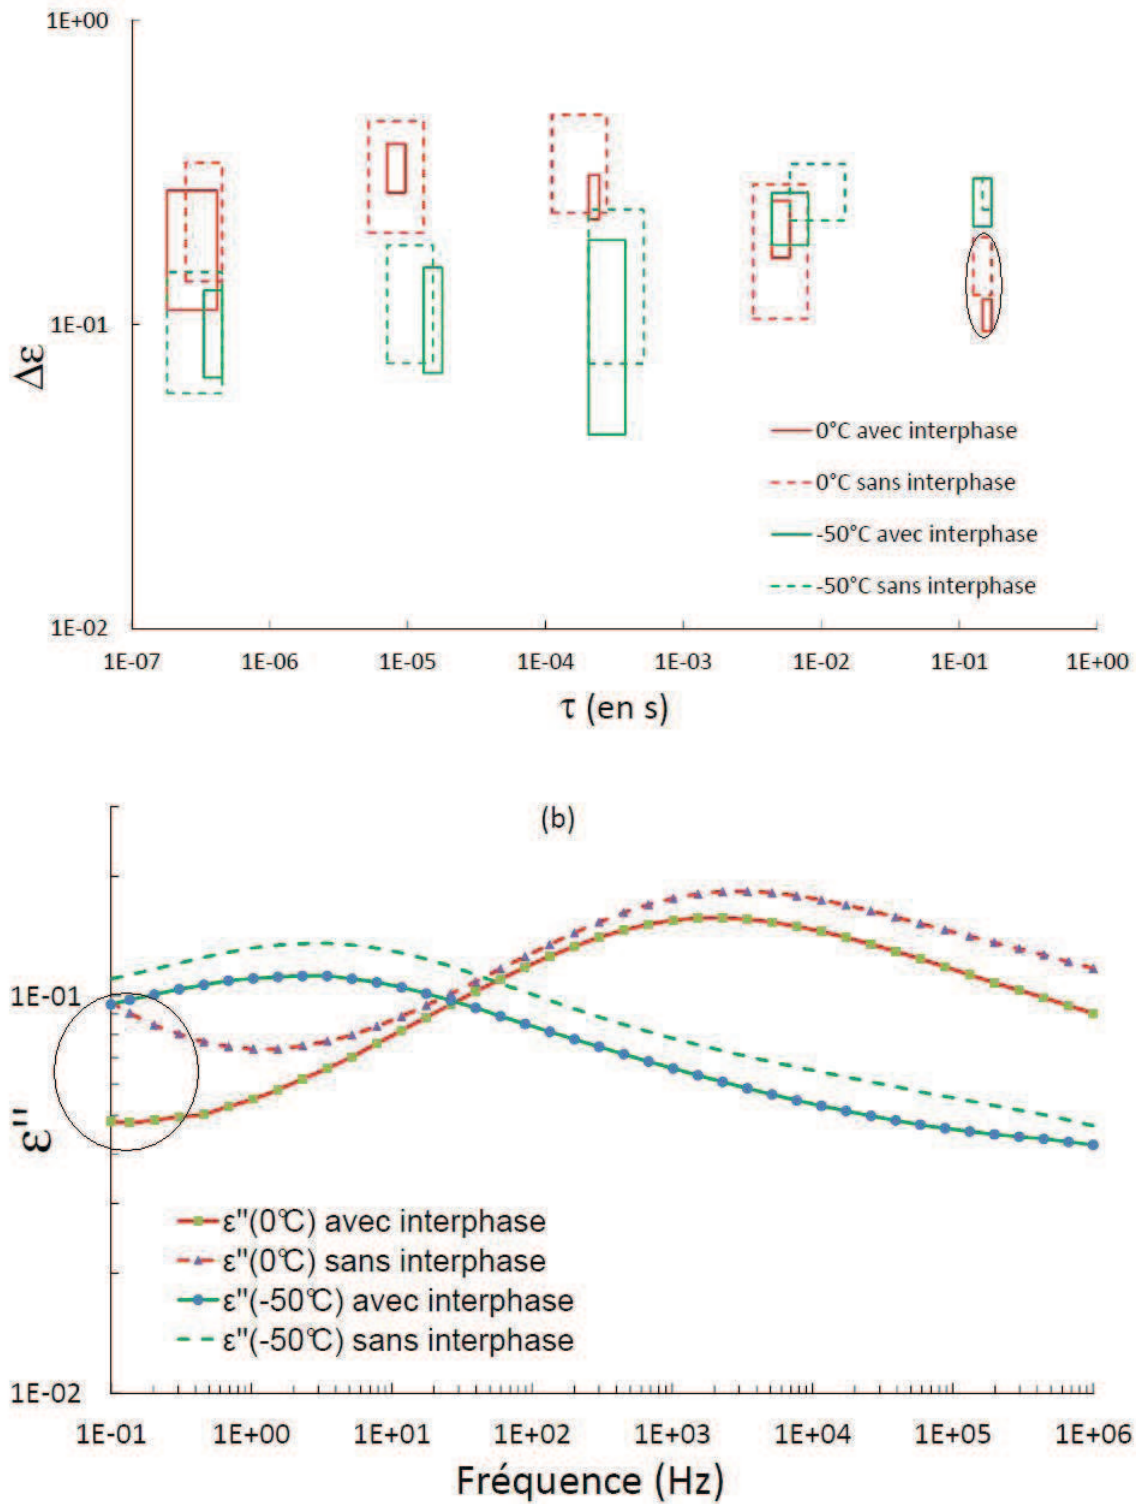 1E+00
1E-01
Δε
1E-02
0°C avec interphase
0°C sans interphase
-50°C avec interphase
-50°C sans interphase
1E-07 1E-06 1E-05 1E-04 1E-03 1E-02 1E-01 1E+00
τ (en s)
(b)
1E-01
ε"
ε"(0°C) avec interphase
ε"(0°C) sans interphase
ε"(-50°C) avec interphase
ε"(-50°C) sans interphase
1E-02
1E-01 1E+00 1E+01 1E+02 1E+03 1E+04 1E+05 1E+06
Fréquence (Hz)